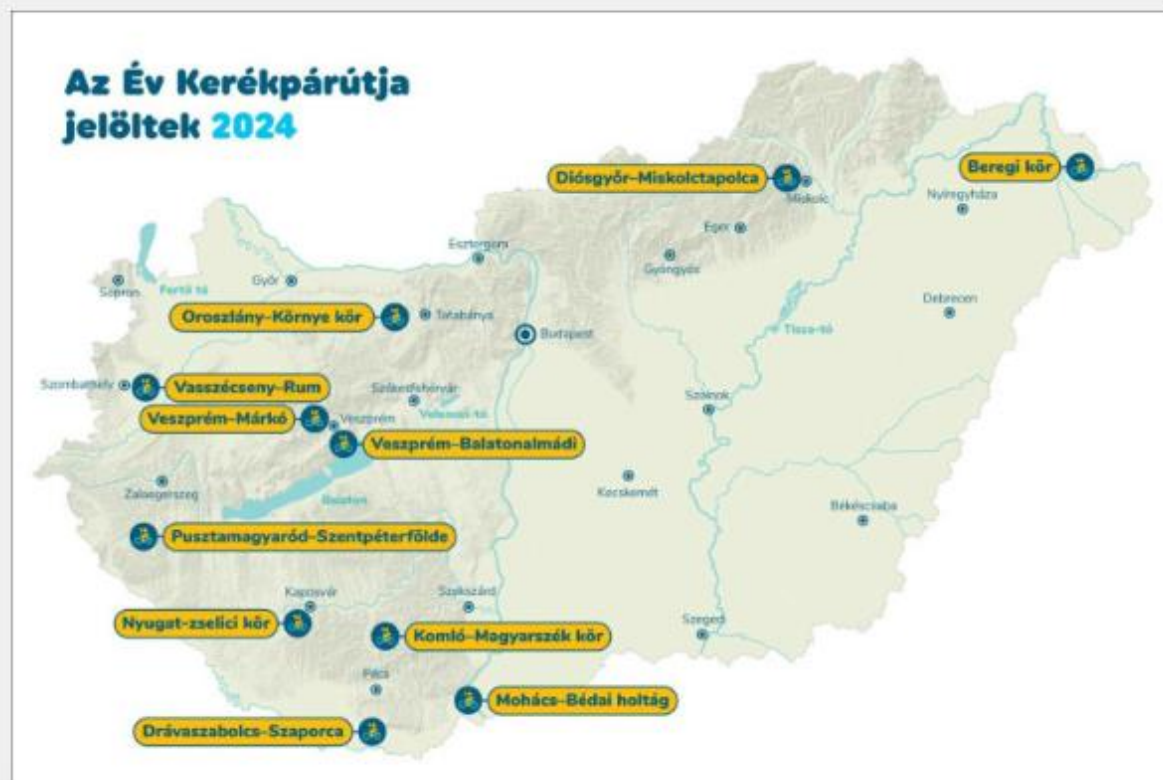 Az Év Kerékpárútja
jelöltek 2024
Diósgyőr–Miskolctapolca
Beregi kör
Miskolc
Nyíregyháza
Eger
Esztergom
Gyöngyös
Győr
Sopron
Fertő tó
Debrecen
Oroszlány–Környe kör
Tatabánya
Budapest
Tisza-tó
Szombathely
Vasszécseny–Rum
Székesfehérvár
Velencei-tó
Szolnok
Veszprém–Márkó
Veszprém
Veszprém–Balatonalmádi
Zalaegerszeg
Balaton
Kecskemét
Békéscsaba
Pusztamagyaród–Szentpéterfölde
Kaposvár
Szekszárd
Nyugat-zselici kör
Komló–Magyarszék kör
Szeged
Pécs
Mohács–Bédai holtág
Drávaszabolcs–Szaporca